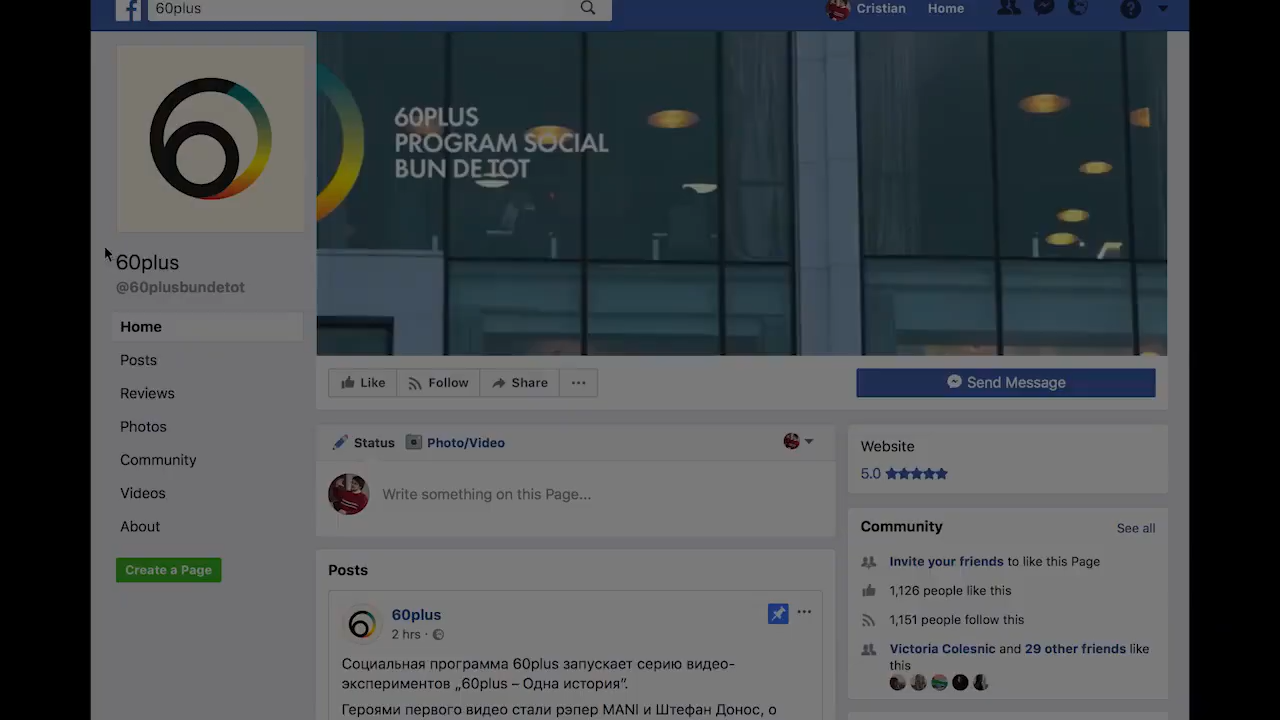 60plus
Cristian
Home
60PLUS
PROGRAM SOCIAL
BUN DE TOT
60plus
@60plusbundetot
Home
Posts
Reviews
Photos
Community
Videos
About
Create a Page
Like
Follow
Share
Send Message
Status
Photo/Video
Write something on this Page...
Posts
60plus
2 hrs
Социальная программа 60plus запускает серию видео-
экспериментов „60plus – Одна история”.
Героями первого видео стали рэпер MANI и Штефан Донос, о
Website
5.0
Community
See all
Invite your friends to like this Page
1,126 people like this
1,151 people follow this
Victoria Colesnic and 29 other friends like
this